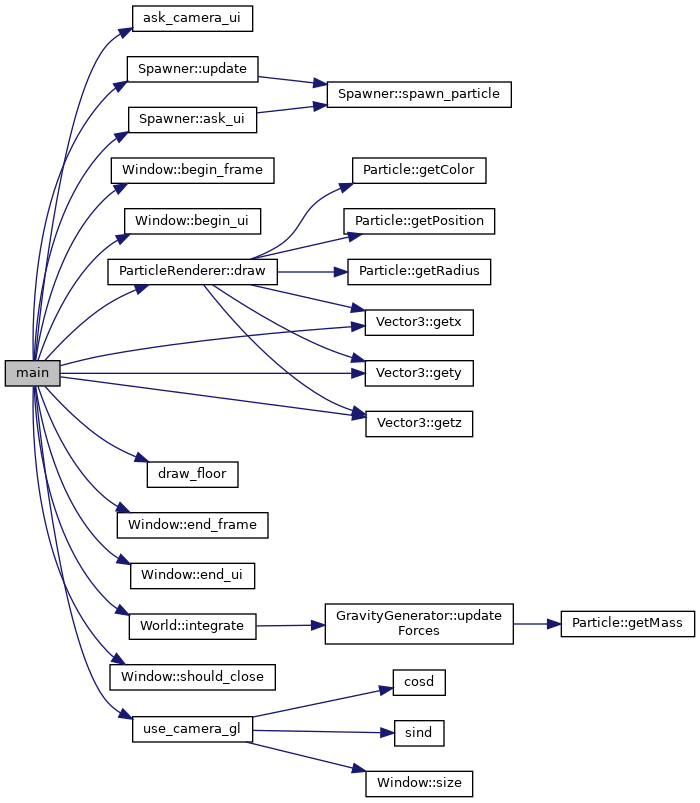 ask_camera_ui
Spawner::update
Spawner::spawn_particle
Spawner::ask_ui
Window::begin_frame
Particle::getColor
Window::begin_ui
Particle::getPosition
ParticleRenderer::draw
Particle::getRadius
Vector3::getx
main
Vector3::gety
Vector3::getz
draw_floor
Window::end_frame
Window::end_ui
World::integrate
GravityGenerator::update
Forces
Particle::getMass
Window::should_close
cosd
use_camera_gl
sind
Window::size